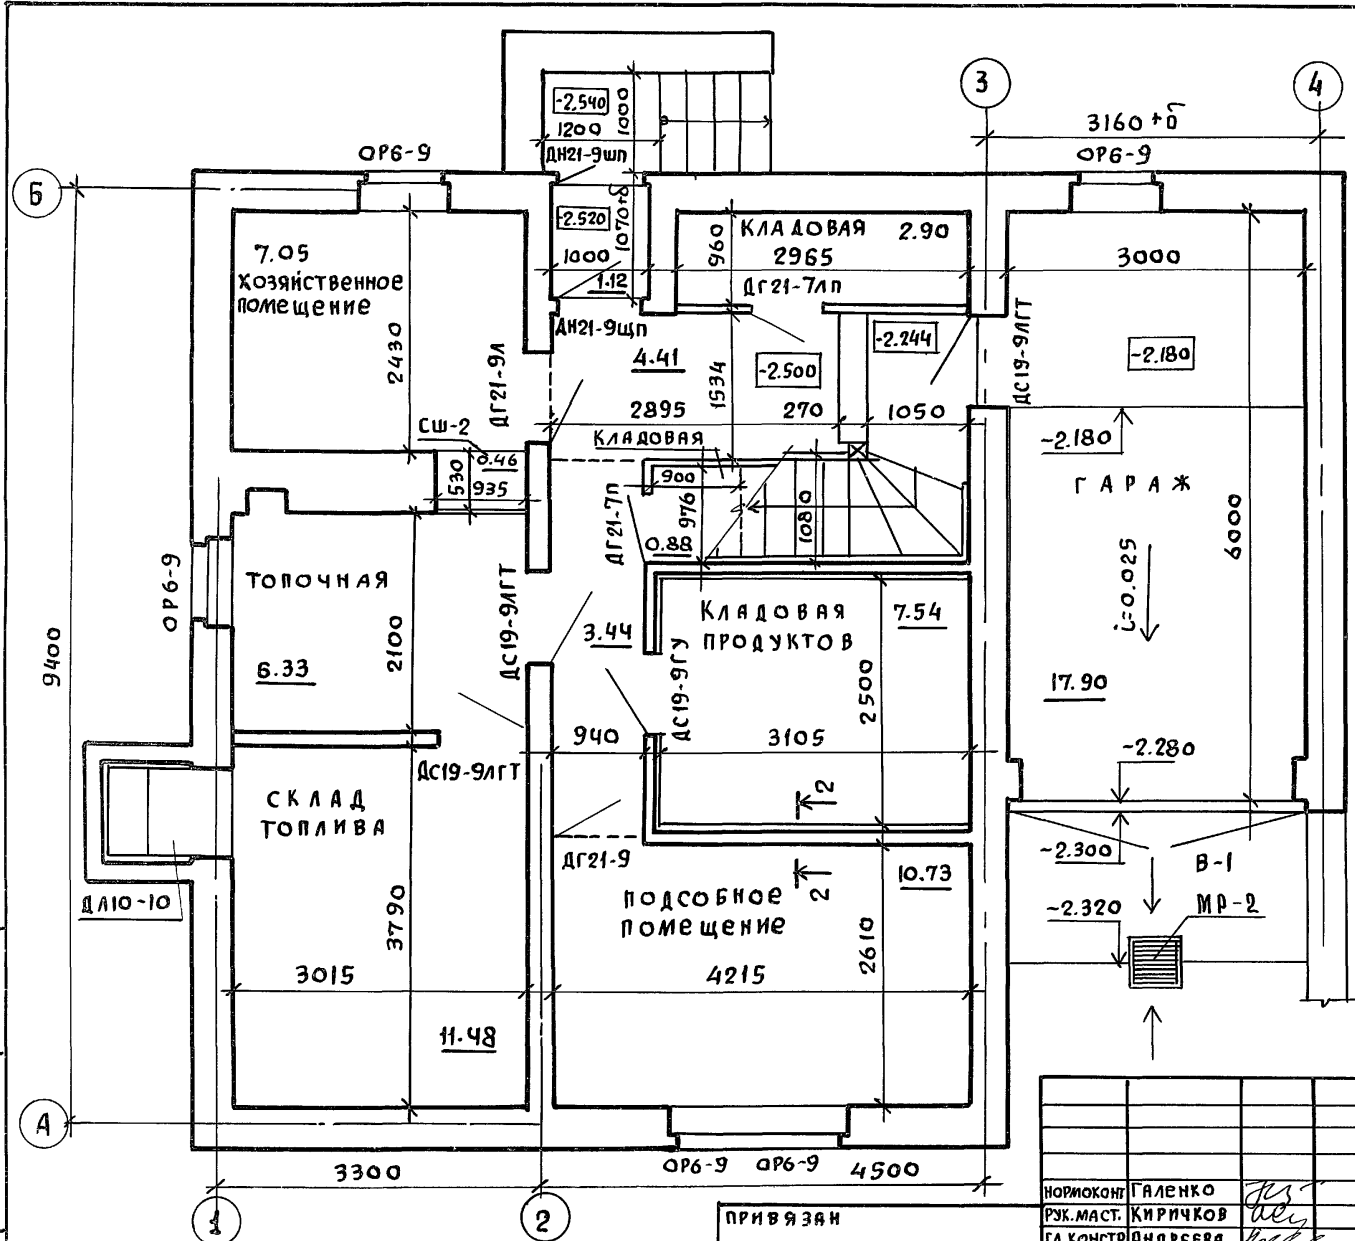 3
4
Б
ОР6-9
-2.540
1200
1000
ДН21-9шп
3160+δ
ОР6-9
-2.520
1070+δ
1000
1.12
ДН21-9щп
КЛАДОВАЯ 2.90
960
2965
ДГ21-7лп
3000
7.05
ХОЗЯЙСТВЕННОЕ
ПОМЕЩЕНИЕ
2430
ДГ21-9Л
4.41
1534
-2.500
-2.244
ДС19-9ЛГТ
-2.180
2895
270
1050
-2.180
СШ-2
0.46
530
935
КЛАДОВАЯ
900
976
0.88
1080
ДГ21-7п
ГАРАЖ
6000
i=0.025
17.90
ОР6-9
ТОПОЧНАЯ
2100
6.33
ДС19-9ЛГТ
3.44
КЛАДОВАЯ
ПРОДУКТОВ
7.54
ДС19-9ГУ
2500
9400
940
3105
ДС19-9ЛГТ
-2.280
СКЛАД
ТОПЛИВА
2
-2.300
В-1
ДГ21-9
ДЛ10-10
3790
2
10.73
ПОДСОБНОЕ
ПОМЕЩЕНИЕ
-2.320
МР-2
2610
3015
4215
11.48
А
3300
ОР6-9
ОР6-9
4500
1
2
ПРИВЯЗАН
НОРМОКОНТ ГАЛЕНКО
РУК.МАСТ. КИРИЧКОВ
ГЛ.КОНСТР АНДРЕЕВА